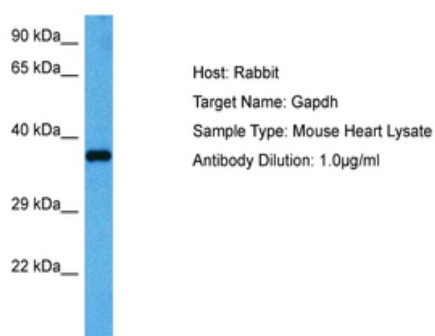 90 kDa__
65 kDa__
Host: Rabbit
Target Name: Gapdh
40 kDa__
Sample Type: Mouse Heart Lysate
Antibody Dilution: 1.0µg/ml
29 kDa__
22 kDa__